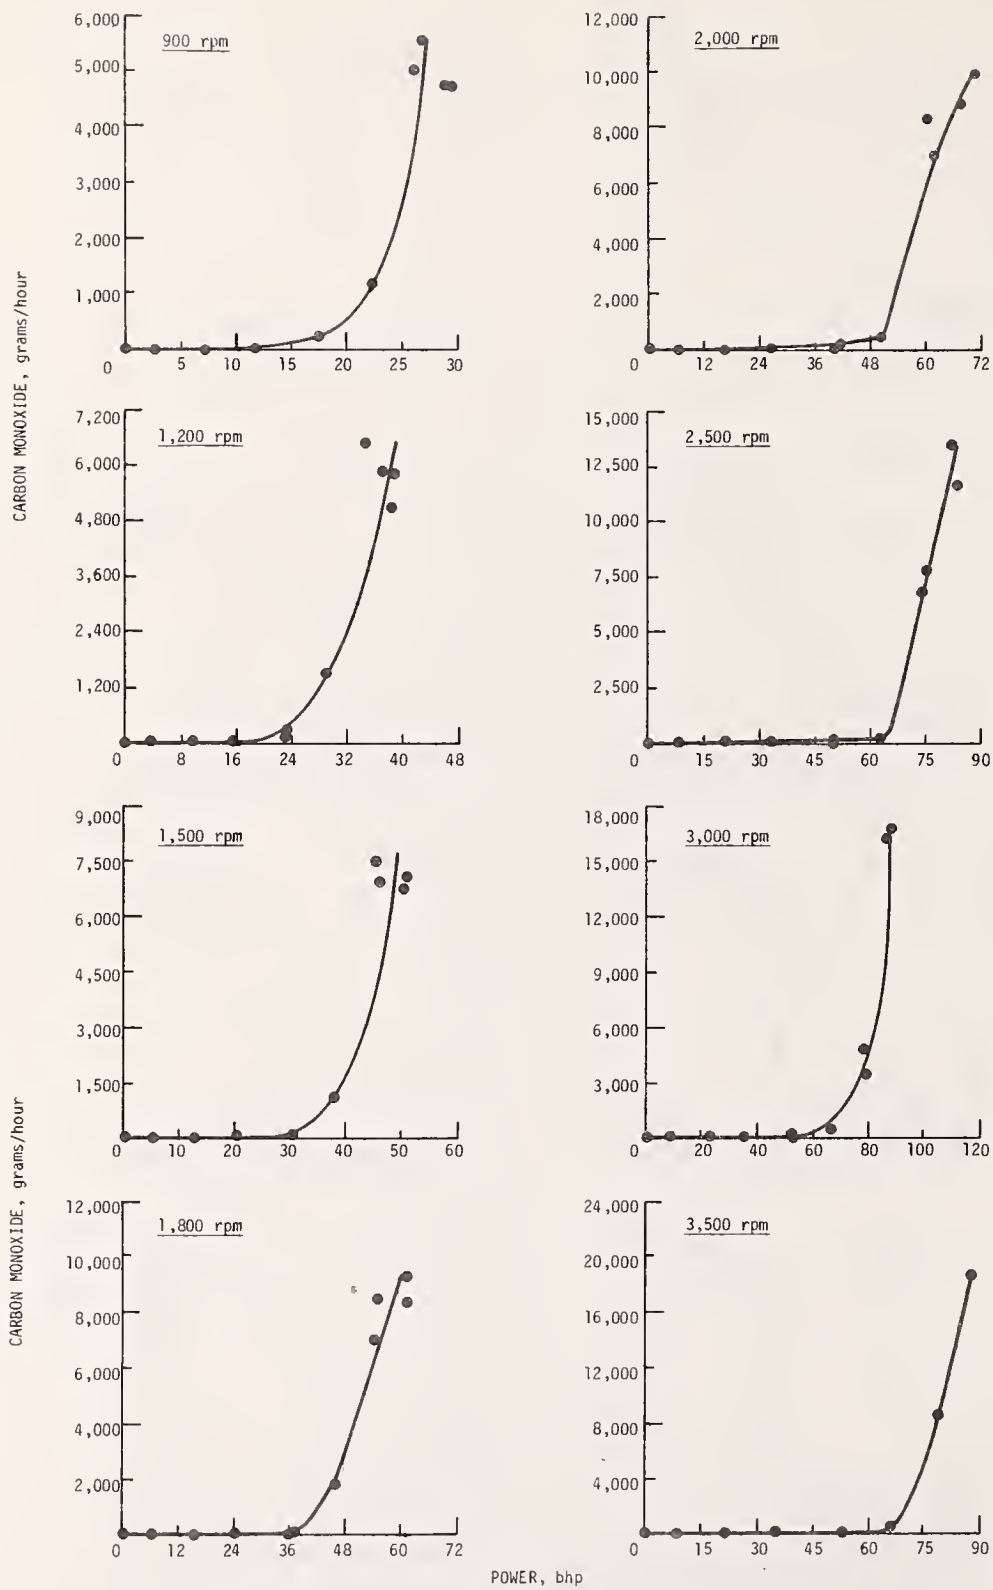 CARBON MONOXIDE, grams/hour
900 rpm
6,000
5,000
4,000
3,000
2,000
1,000
0
5 10 15 20 25 30
2,000 rpm
12,000
10,000
8,000
6,000
4,000
2,000
0 12 24 36 48 60 72
1,200 rpm
7,200
6,000
4,800
3,600
2,400
1,200
0 8 16 24 32 40 48
2,500 rpm
15,000
12,500
10,000
7,500
5,000
2,500
0 15 30 45 60 75 90
CARBON MONOXIDE, grams/hour
1,500 rpm
9,000
7,500
6,000
4,500
3,000
1,500
0 10 20 30 40 50 60
3,000 rpm
18,000
15,000
12,000
9,000
6,000
3,000
0 20 40 60 80 100 120
1,800 rpm
12,000
10,000
8,000
6,000
4,000
2,000
0 12 24 36 48 60 72
3,500 rpm
24,000
20,000
16,000
12,000
8,000
4,000
0 15 30 45 60 75 90
POWER, bhp